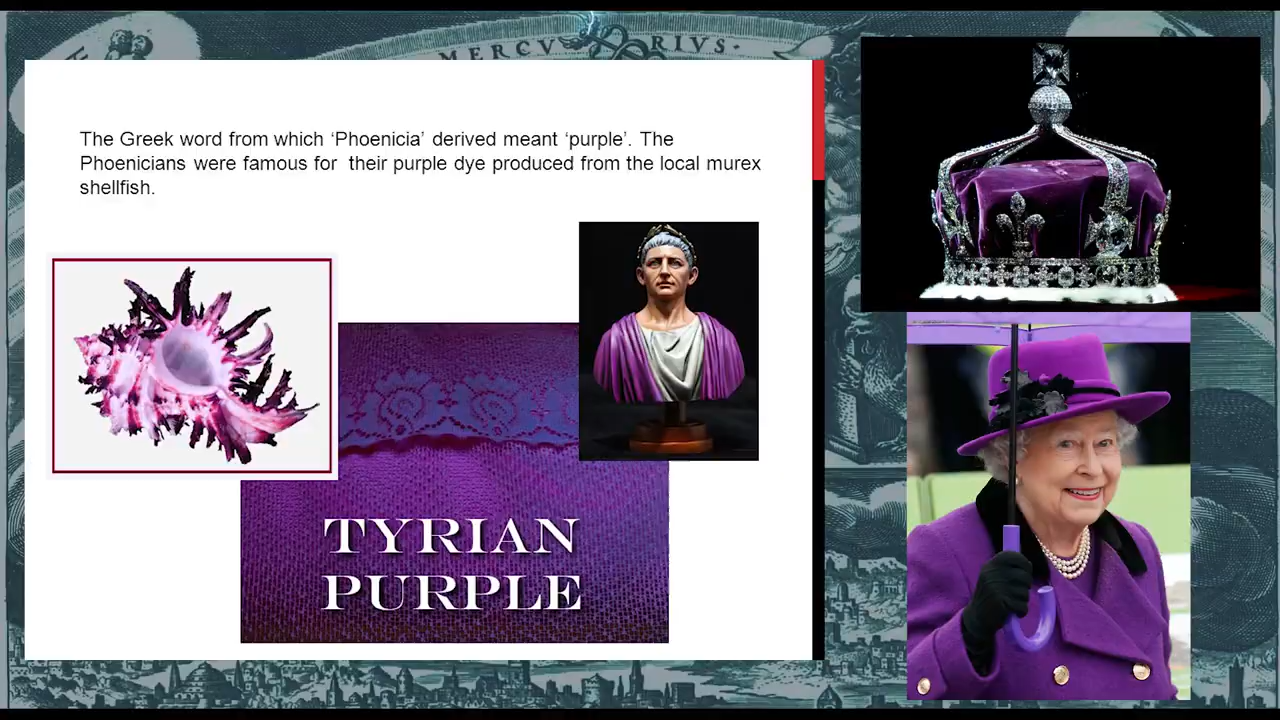 MERCVRIVS·
The Greek word from which ‘Phoenicia’ derived meant ‘purple’. The
Phoenicians were famous for their purple dye produced from the local murex
shellfish.
TYRIAN
PURPLE